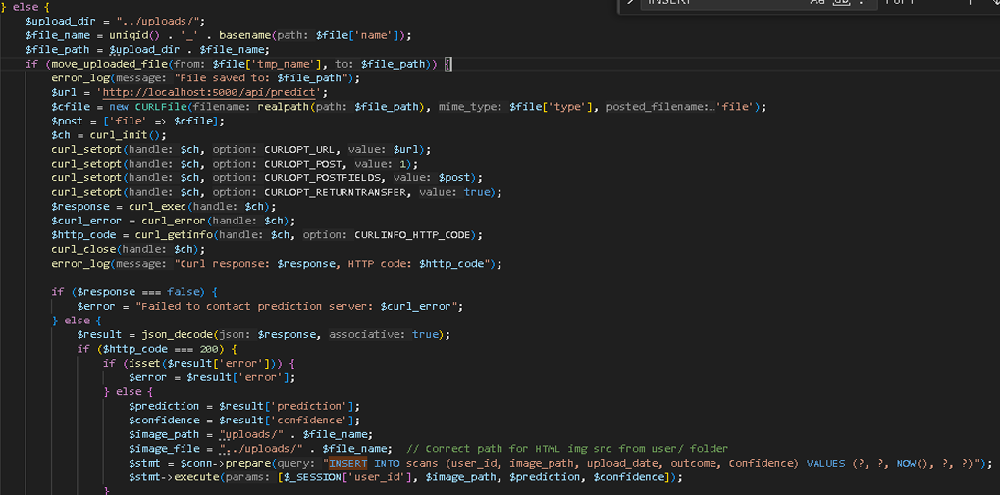 INSERT Aa ab .* 1 of 1
} else {
$upload_dir = "../uploads/";
$file_name = uniqid() . '_' . basename(path: $file['name']);
$file_path = $upload_dir . $file_name;
if (move_uploaded_file(from: $file['tmp_name'], to: $file_path)) {
error_log(message: "File saved to: $file_path");
$url = 'http://localhost:5000/api/predict';
$cfile = new CURLFile(filename: realpath(path: $file_path), mime_type: $file['type'], posted_filename:… 'file');
$post = ['file' => $cfile];
$ch = curl_init();
curl_setopt(handle: $ch, option: CURLOPT_URL, value: $url);
curl_setopt(handle: $ch, option: CURLOPT_POST, value: 1);
curl_setopt(handle: $ch, option: CURLOPT_POSTFIELDS, value: $post);
curl_setopt(handle: $ch, option: CURLOPT_RETURNTRANSFER, value: true);
$response = curl_exec(handle: $ch);
$curl_error = curl_error(handle: $ch);
$http_code = curl_getinfo(handle: $ch, option: CURLINFO_HTTP_CODE);
curl_close(handle: $ch);
error_log(message: "Curl response: $response, HTTP code: $http_code");
if ($response === false) {
$error = "Failed to contact prediction server: $curl_error";
} else {
$result = json_decode(json: $response, associative: true);
if ($http_code === 200) {
if (isset($result['error'])) {
$error = $result['error'];
} else {
$prediction = $result['prediction'];
$confidence = $result['confidence'];
$image_path = "uploads/" . $file_name;
$image_file = "../uploads/" . $file_name; // Correct path for HTML img src from user/ folder
$stmt = $conn->prepare(query: "INSERT INTO scans (user_id, image_path, upload_date, outcome, Confidence) VALUES (?, ?, NOW(), ?, ?)");
$stmt->execute(params: [$_SESSION['user_id'], $image_path, $prediction, $confidence]);
}